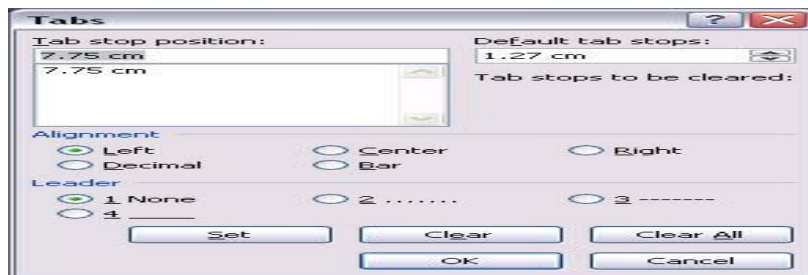 Tabs
Tab stop position: Default tab stops:
7.75 cm 1.27 cm
7.75 cm Tab stops to be cleared:
Alignment
Left Center Right
Decimal Bar
Leader
1 None 2 ....... 3 -------
4 _____
Set Clear Clear All
OK Cancel